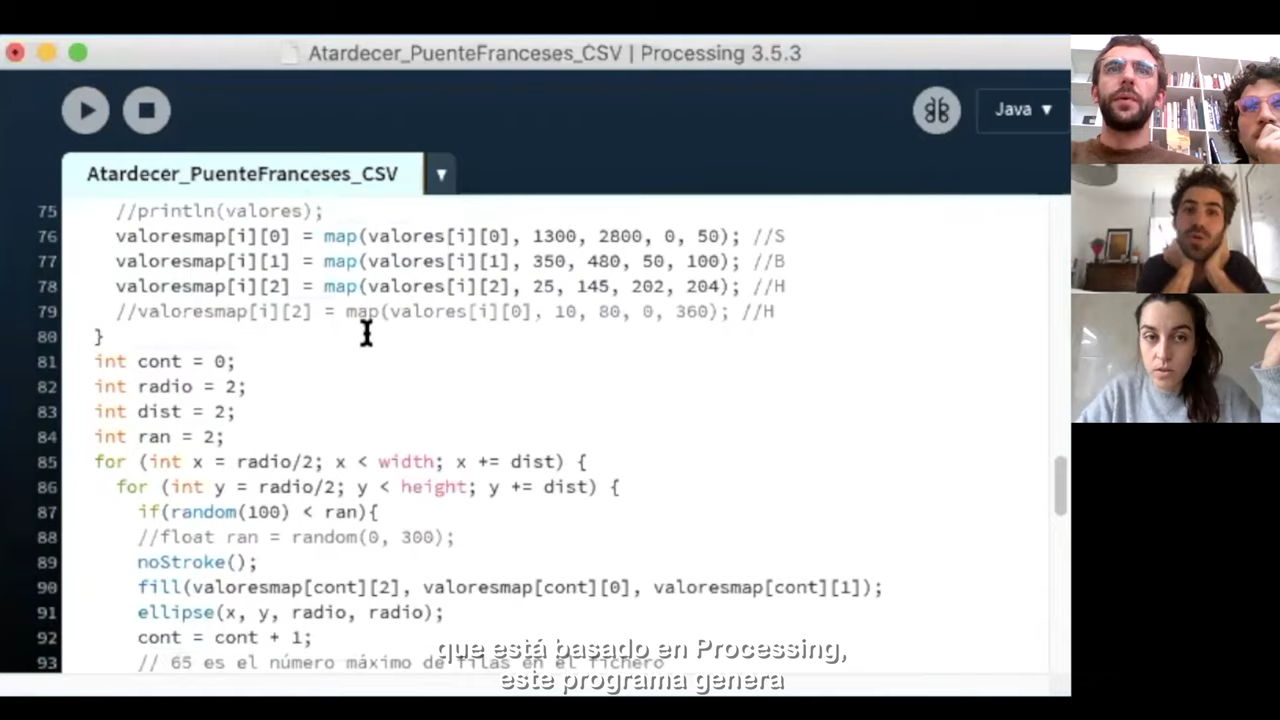 Atardecer_PuenteFranceses_CSV | Processing 3.5.3
Java ▼
Atardecer_PuenteFranceses_CSV ▼
75 //println(valores);
76 valoresmap[i][0] = map(valores[i][0], 1300, 2800, 0, 50); //S
77 valoresmap[i][1] = map(valores[i][1], 350, 480, 50, 100); //B
78 valoresmap[i][2] = map(valores[i][2], 25, 145, 202, 204); //H
79 //valoresmap[i][2] = map(valores[i][0], 10, 80, 0, 360); //H
80 }
81 int cont = 0;
82 int radio = 2;
83 int dist = 2;
84 int ran = 2;
85 for (int x = radio/2; x < width; x += dist) {
86 for (int y = radio/2; y < height; y += dist) {
87 if(random(100) < ran){
88 //float ran = random(0, 300);
89 noStroke();
90 fill(valoresmap[cont][2], valoresmap[cont][0], valoresmap[cont][1]);
91 ellipse(x, y, radio, radio);
92 cont = cont + 1;
93 // 65 es el número máximo de filas en el fichero
que está basado en Processing,
este programa genera